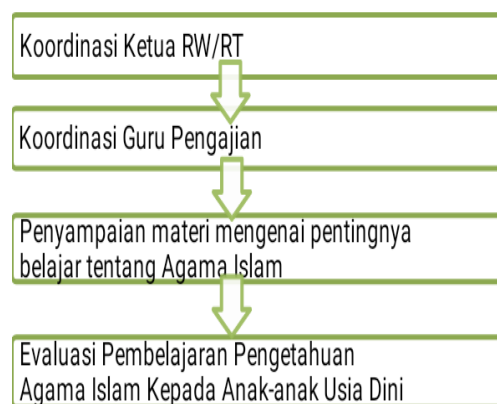 Koordinasi Ketua RW/RT
Koordinasi Guru Pengajian
Penyampaian materi mengenai pentingnya
belajar tentang Agama Islam
Evaluasi Pembelajaran Pengetahuan
Agama Islam Kepada Anak-anak Usia Dini